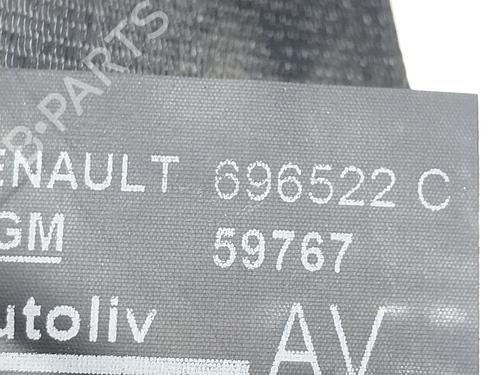 B-PARTS
ENAULT 696522 C
GM 59767
utoliv AV